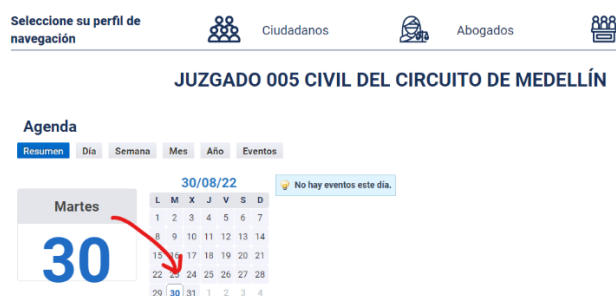 Seleccione su perfil de
navegación
Ciudadanos
Abogados
JUZGADO 005 CIVIL DEL CIRCUITO DE MEDELLÍN
Agenda
Resumen Día Semana Mes Año Eventos
Martes
30
30/08/22
L M X J V S D
1 2 3 4 5 6 7
8 9 10 11 12 13 14
15 16 17 18 19 20 21
22 23 24 25 26 27 28
29 30 31 1 2 3 4
No hay eventos este día.